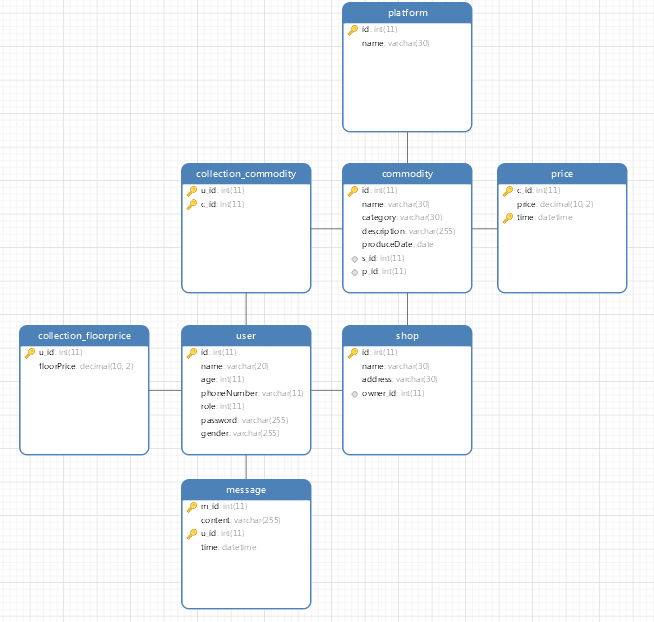 platform
id: int(11)
name: varchar(30)
collection_commodity
u_id: int(11)
c_id: int(11)
commodity
id: int(11)
name: varchar(30)
category: varchar(30)
description: varchar(255)
produceDate: date
s_id: int(11)
p_id: int(11)
price
c_id: int(11)
price: decimal(10, 2)
time: datetime
collection_floorprice
u_id: int(11)
floorPrice: decimal(10, 2)
user
id: int(11)
name: varchar(20)
age: int(11)
phoneNumber: varchar(11)
role: int(11)
password: varchar(255)
gender: varchar(255)
shop
id: int(11)
name: varchar(30)
address: varchar(30)
owner_id: int(11)
message
m_id: int(11)
content: varchar(255)
u_id: int(11)
time: datetime